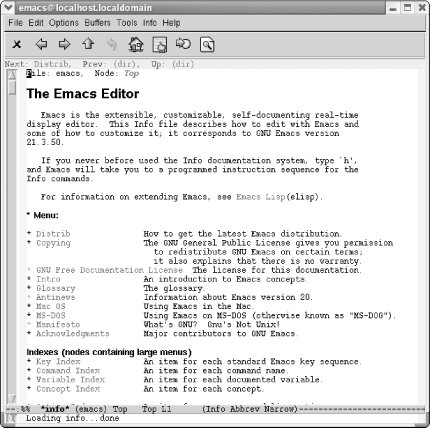 emacs@localhost.localdomain
File Edit Options Buffers Tools Info Help
Next: Distrib, Prev: (dir), Up: (dir)
File: emacs, Node: Top
The Emacs Editor
Emacs is the extensible, customizable, self-documenting real-time
display editor. This Info file describes how to edit with Emacs and
some of how to customize it; it corresponds to GNU Emacs version
21.3.50.
If you never before used the Info documentation system, type `h',
and Emacs will take you to a programmed instruction sequence for the
Info commands.
For information on extending Emacs, see Emacs Lisp(elisp).
* Menu:
* Distrib How to get the latest Emacs distribution.
* Copying The GNU General Public License gives you permission
to redistribute GNU Emacs on certain terms;
it also explains that there is no warranty.
* GNU Free Documentation License The license for this documentation.
* Intro An introduction to Emacs concepts.
* Glossary The glossary.
* Antinews Information about Emacs version 20.
* Mac OS Using Emacs in the Mac.
* MS-DOS Using Emacs on MS-DOS (otherwise known as "MS-DOG").
* Manifesto What's GNU? Gnu's Not Unix!
* Acknowledgments Major contributors to GNU Emacs.
Indexes (nodes containing large menus)
* Key Index An item for each standard Emacs key sequence.
* Command Index An item for each command name.
* Variable Index An item for each documented variable.
* Concept Index An item for each concept.
--:%% *info* (emacs) Top Top L1 (Info Abbrev Narrow)--------------------
Loading info...done